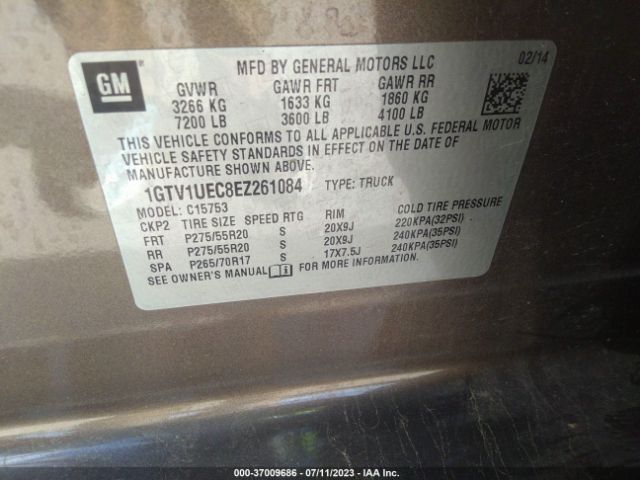 GM
MFD BY GENERAL MOTORS LLC
02/14
GVWR GAWR FRT GAWR RR
3266 KG 1633 KG 1860 KG
7200 LB 3600 LB 4100 LB
THIS VEHICLE CONFORMS TO ALL APPLICABLE U.S. FEDERAL MOTOR
VEHICLE SAFETY STANDARDS IN EFFECT ON THE DATE OF
MANUFACTURE SHOWN ABOVE.
1GTV1UEC8EZ261084 TYPE: TRUCK
MODEL: C15753
CKP2 TIRE SIZE SPEED RTG RIM COLD TIRE PRESSURE
FRT P275/55R20 S 20X9J 220KPA(32PSI)
RR P275/55R20 S 20X9J 240KPA(35PSI)
SPA P265/70R17 S 17X7.5J 240KPA(35PSI)
SEE OWNER'S MANUAL FOR MORE INFORMATION.
000-37009686 - 07/11/2023 - IAA Inc.